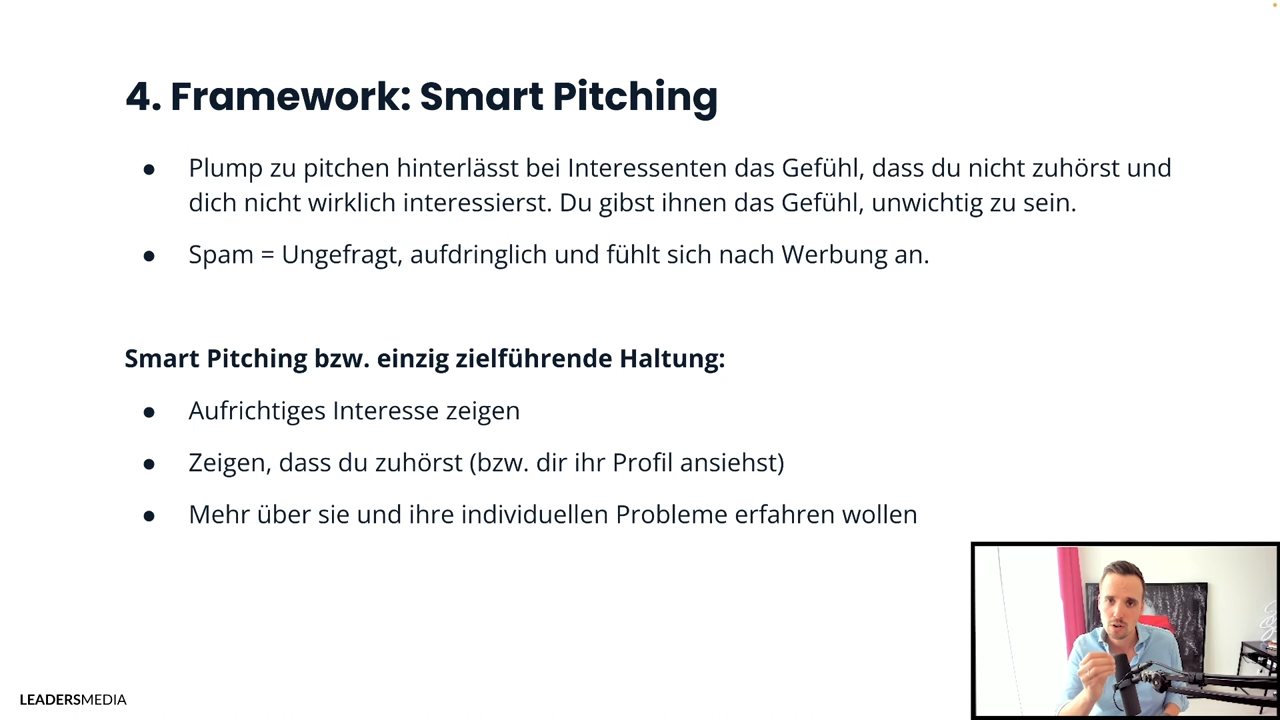 4. Framework: Smart Pitching
● Plump zu pitchen hinterlässt bei Interessenten das Gefühl, dass du nicht zuhörst und
dich nicht wirklich interessierst. Du gibst ihnen das Gefühl, unwichtig zu sein.
● Spam = Ungefragt, aufdringlich und fühlt sich nach Werbung an.
Smart Pitching bzw. einzig zielführende Haltung:
● Aufrichtiges Interesse zeigen
● Zeigen, dass du zuhörst (bzw. dir ihr Profil ansiehst)
● Mehr über sie und ihre individuellen Probleme erfahren wollen
LEADERSMEDIA